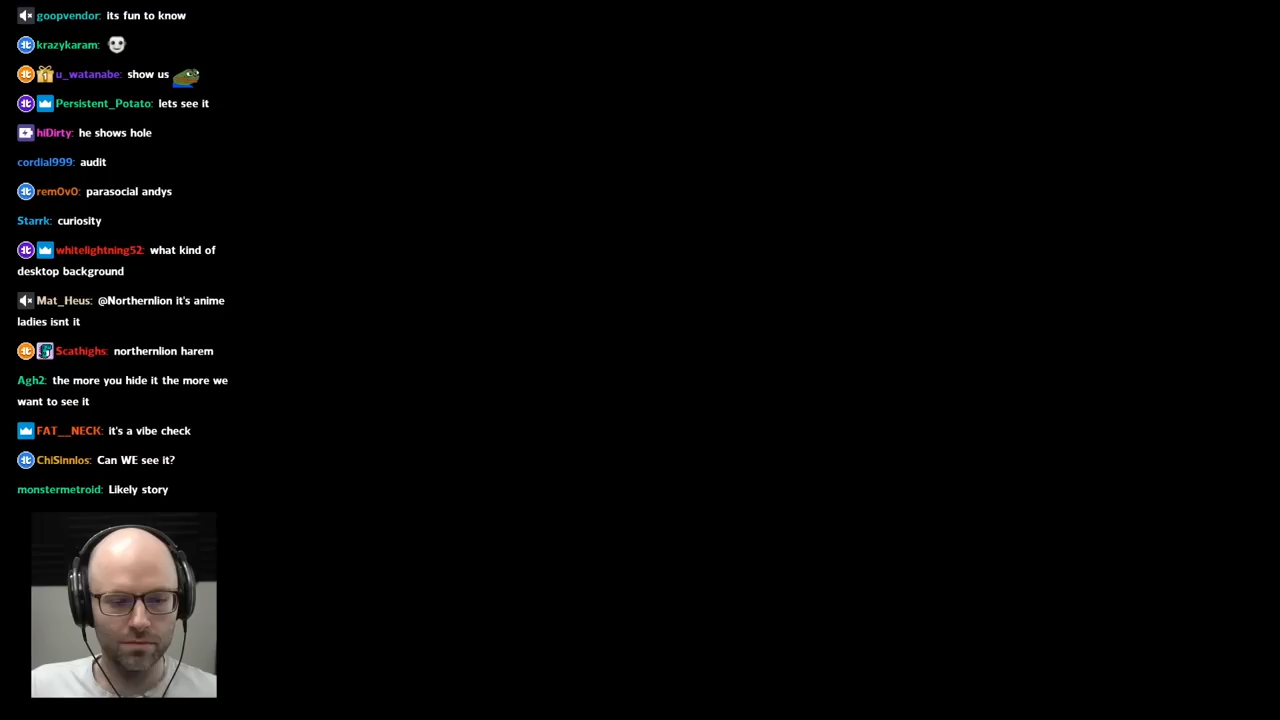 goopvendor: its fun to know
krazykaram:
u_watanabe: show us
Persistent_Potato: lets see it
hiDirty: he shows hole
cordial999: audit
rem0v0: parasocial andys
Starrk: curiosity
whitelightning52: what kind of
desktop background
Mat_Heus: @Northernlion it's anime
ladies isnt it
Scathighs: northernlion harem
Agh2: the more you hide it the more we
want to see it
FAT__NECK: it's a vibe check
ChiSinnlos: Can WE see it?
monstermetroid: Likely story